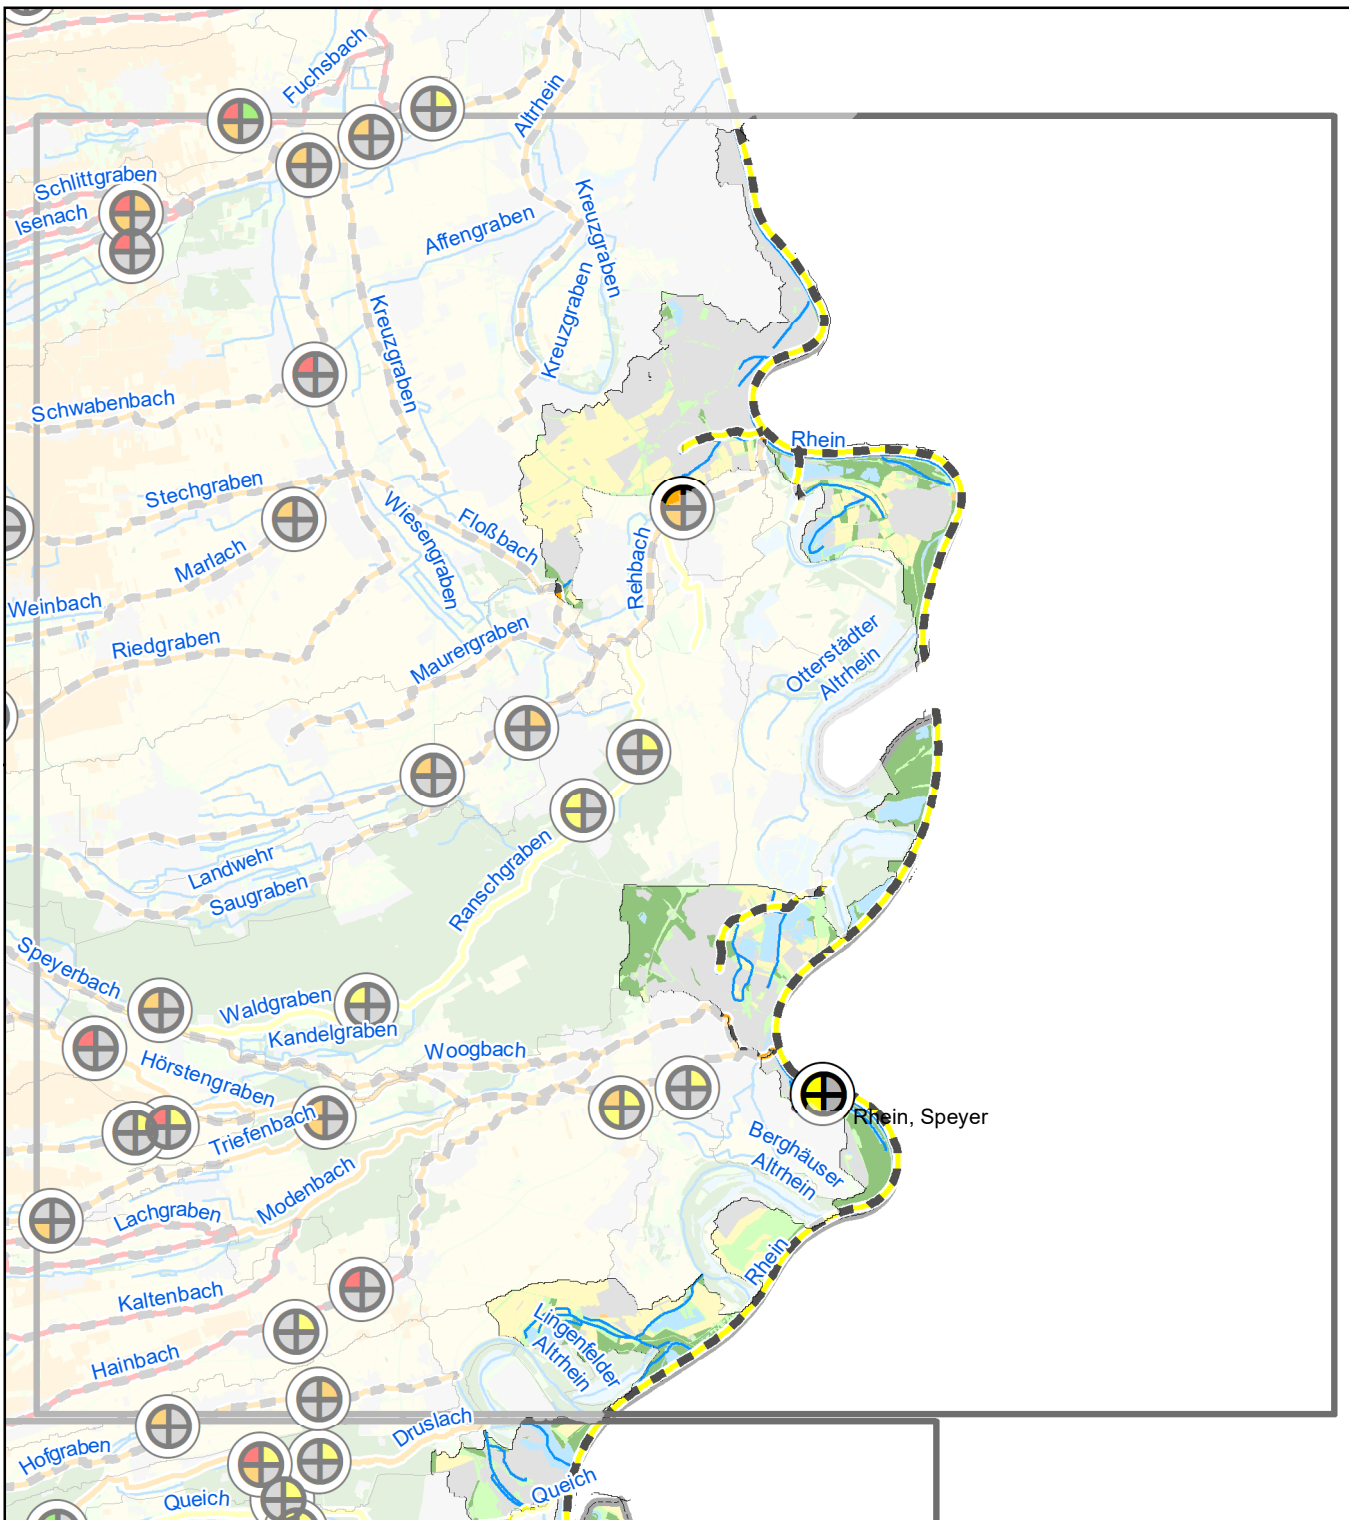 Fuchsbach
Altrhein
Schlittgraben
Isenach
Kreuzgraben
Affengraben
Kreuzgraben
Kreuzgraben
Schwabenbach
Rhein
Stechgraben
Wiesengraben
Floßbach
Marlach
Rehbach
Weinbach
Riedgraben
Maurergraben
Otterstädter
Altrhein
Landwehr
Saugraben
Ranschgraben
Speyerbach
Waldgraben
Kandelgraben
Woogbach
Hörstengraben
Triefenbach
Rhein, Speyer
Berghäuser
Altrhein
Modenbach
Lachgraben
Rhein
Kaltenbach
Lingenfelder
Altrhein
Hainbach
Druslach
Hofgraben
Queich
Queich